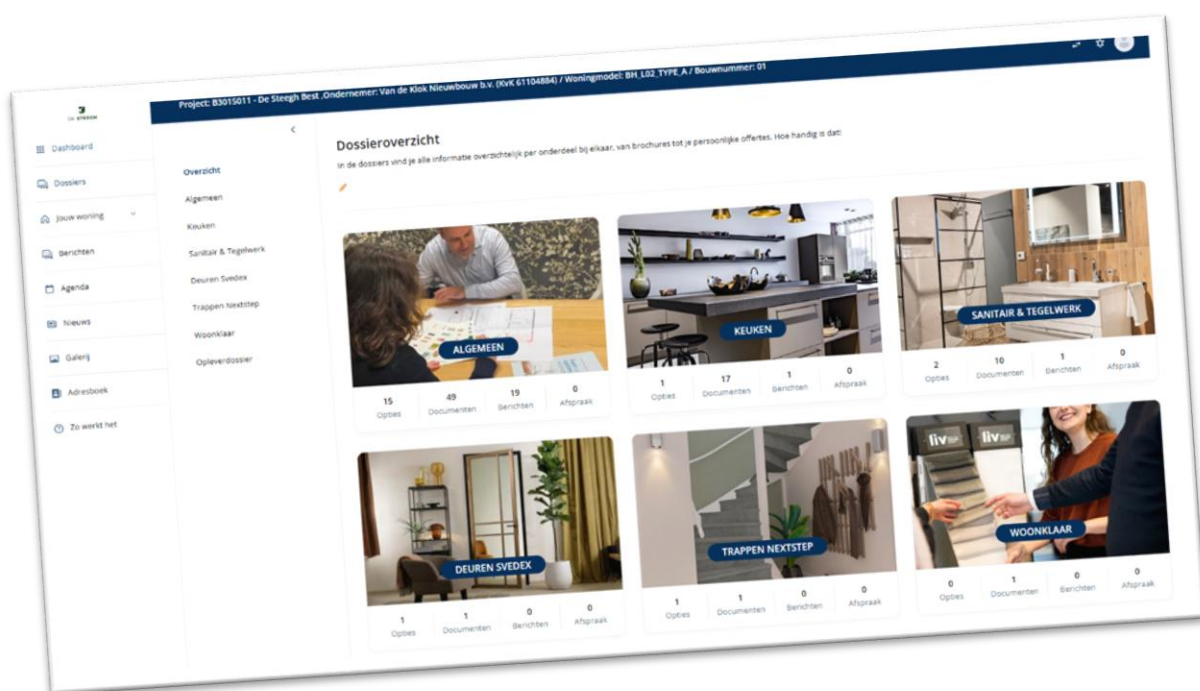 Project: B3015011 - De Steegh Best ,Ondernemer: Van de Klok Nieuwbouw b.v. (KvK 61104884) / Woningmodel: BH_L02_TYPE_A / Bouwnummer: 01
DE STEEGH
Dashboard
Dossiers
Jouw woning
Berichten
Agenda
Nieuws
Galerij
Adresboek
Zo werkt het
Overzicht
Algemeen
Keuken
Sanitair & Tegelwerk
Deuren Svedex
Trappen Nextstep
Woonklaar
Opleverdossier
Dossieroverzicht
In de dossiers vind je alle informatie overzichtelijk per onderdeel bij elkaar, van brochures tot je persoonlijke offertes. Hoe handig is dat!
ALGEMEEN
15 49 19 0
Opties Documenten Berichten Afspraak
KEUKEN
1 17 1 0
Opties Documenten Berichten Afspraak
SANITAIR & TEGELWERK
2 10 1 0
Opties Documenten Berichten Afspraak
DEUREN SVEDEX
1 1 0 0
Opties Documenten Berichten Afspraak
TRAPPEN NEXTSTEP
1 1 0 0
Opties Documenten Berichten Afspraak
liv liv
WOONKLAAR
0 1 0 0
Opties Documenten Berichten Afspraak